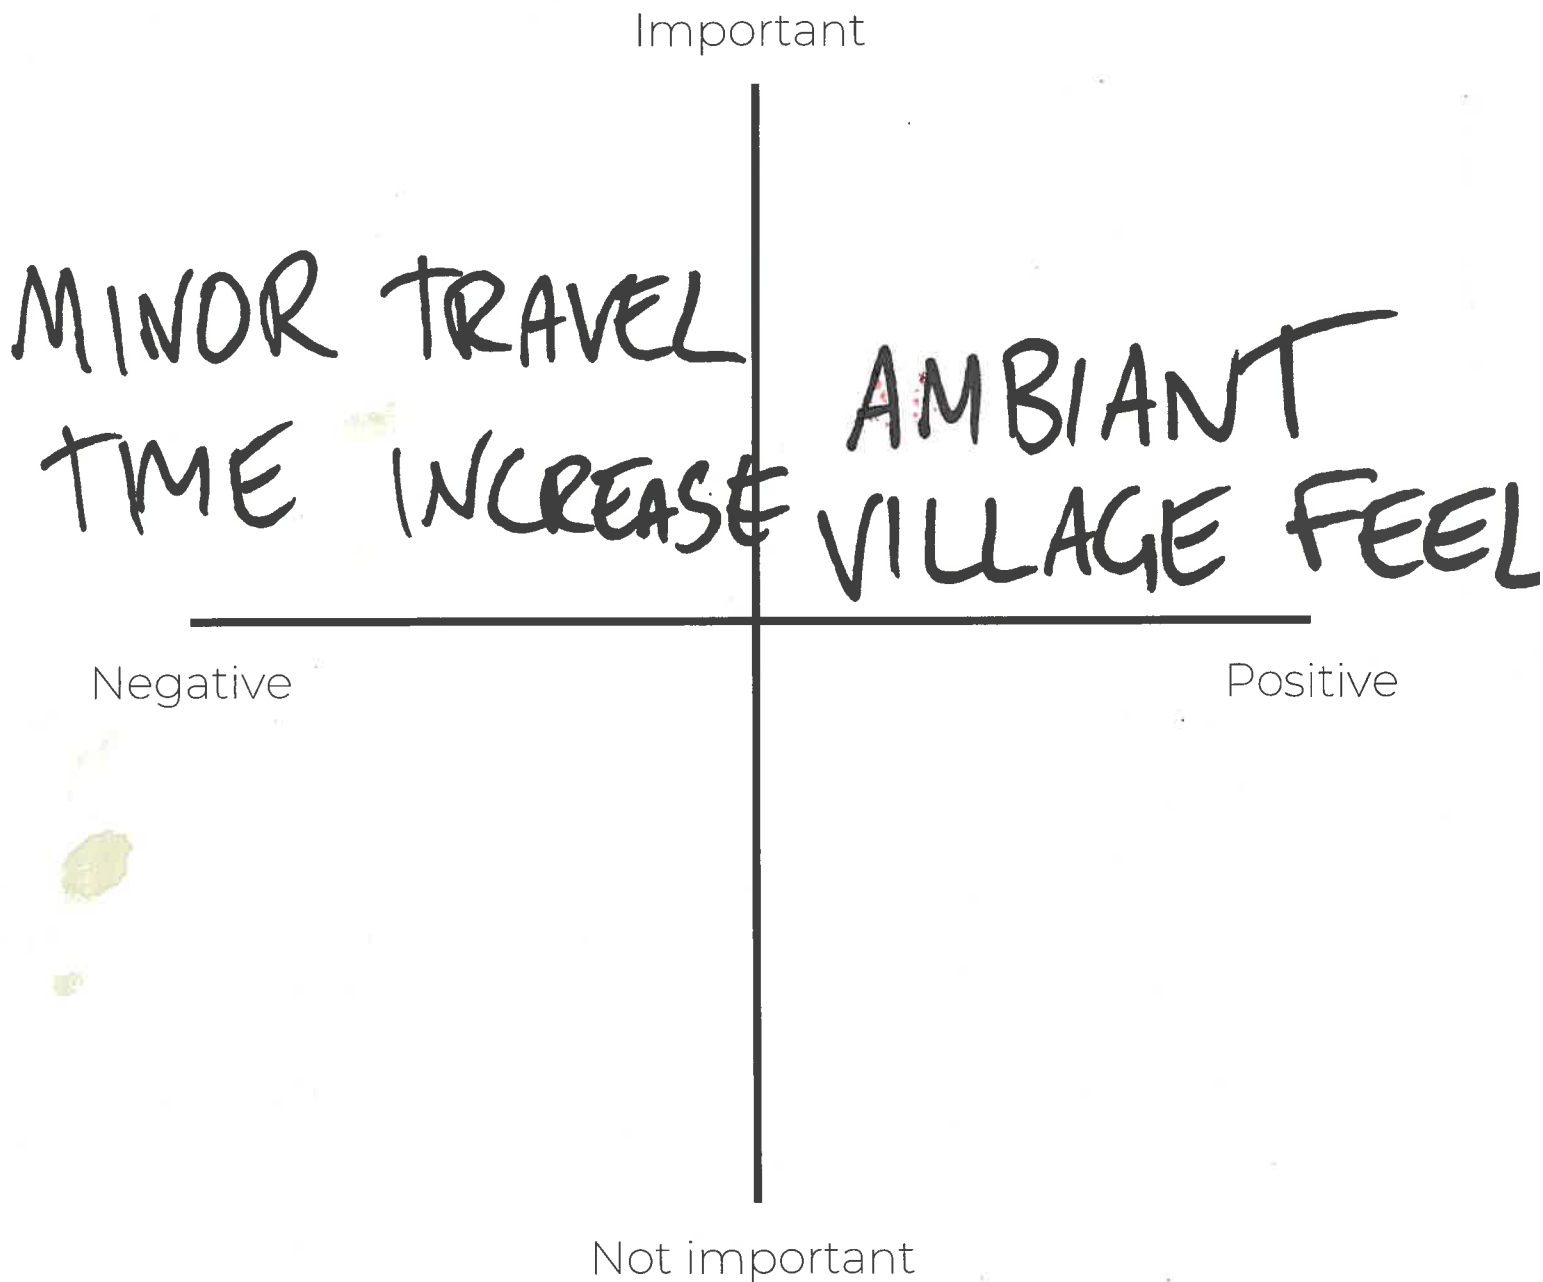 Important
MINOR TRAVEL
TIME INCREASE
AMBIANT
VILLAGE FEEL
Negative
Positive
Not important